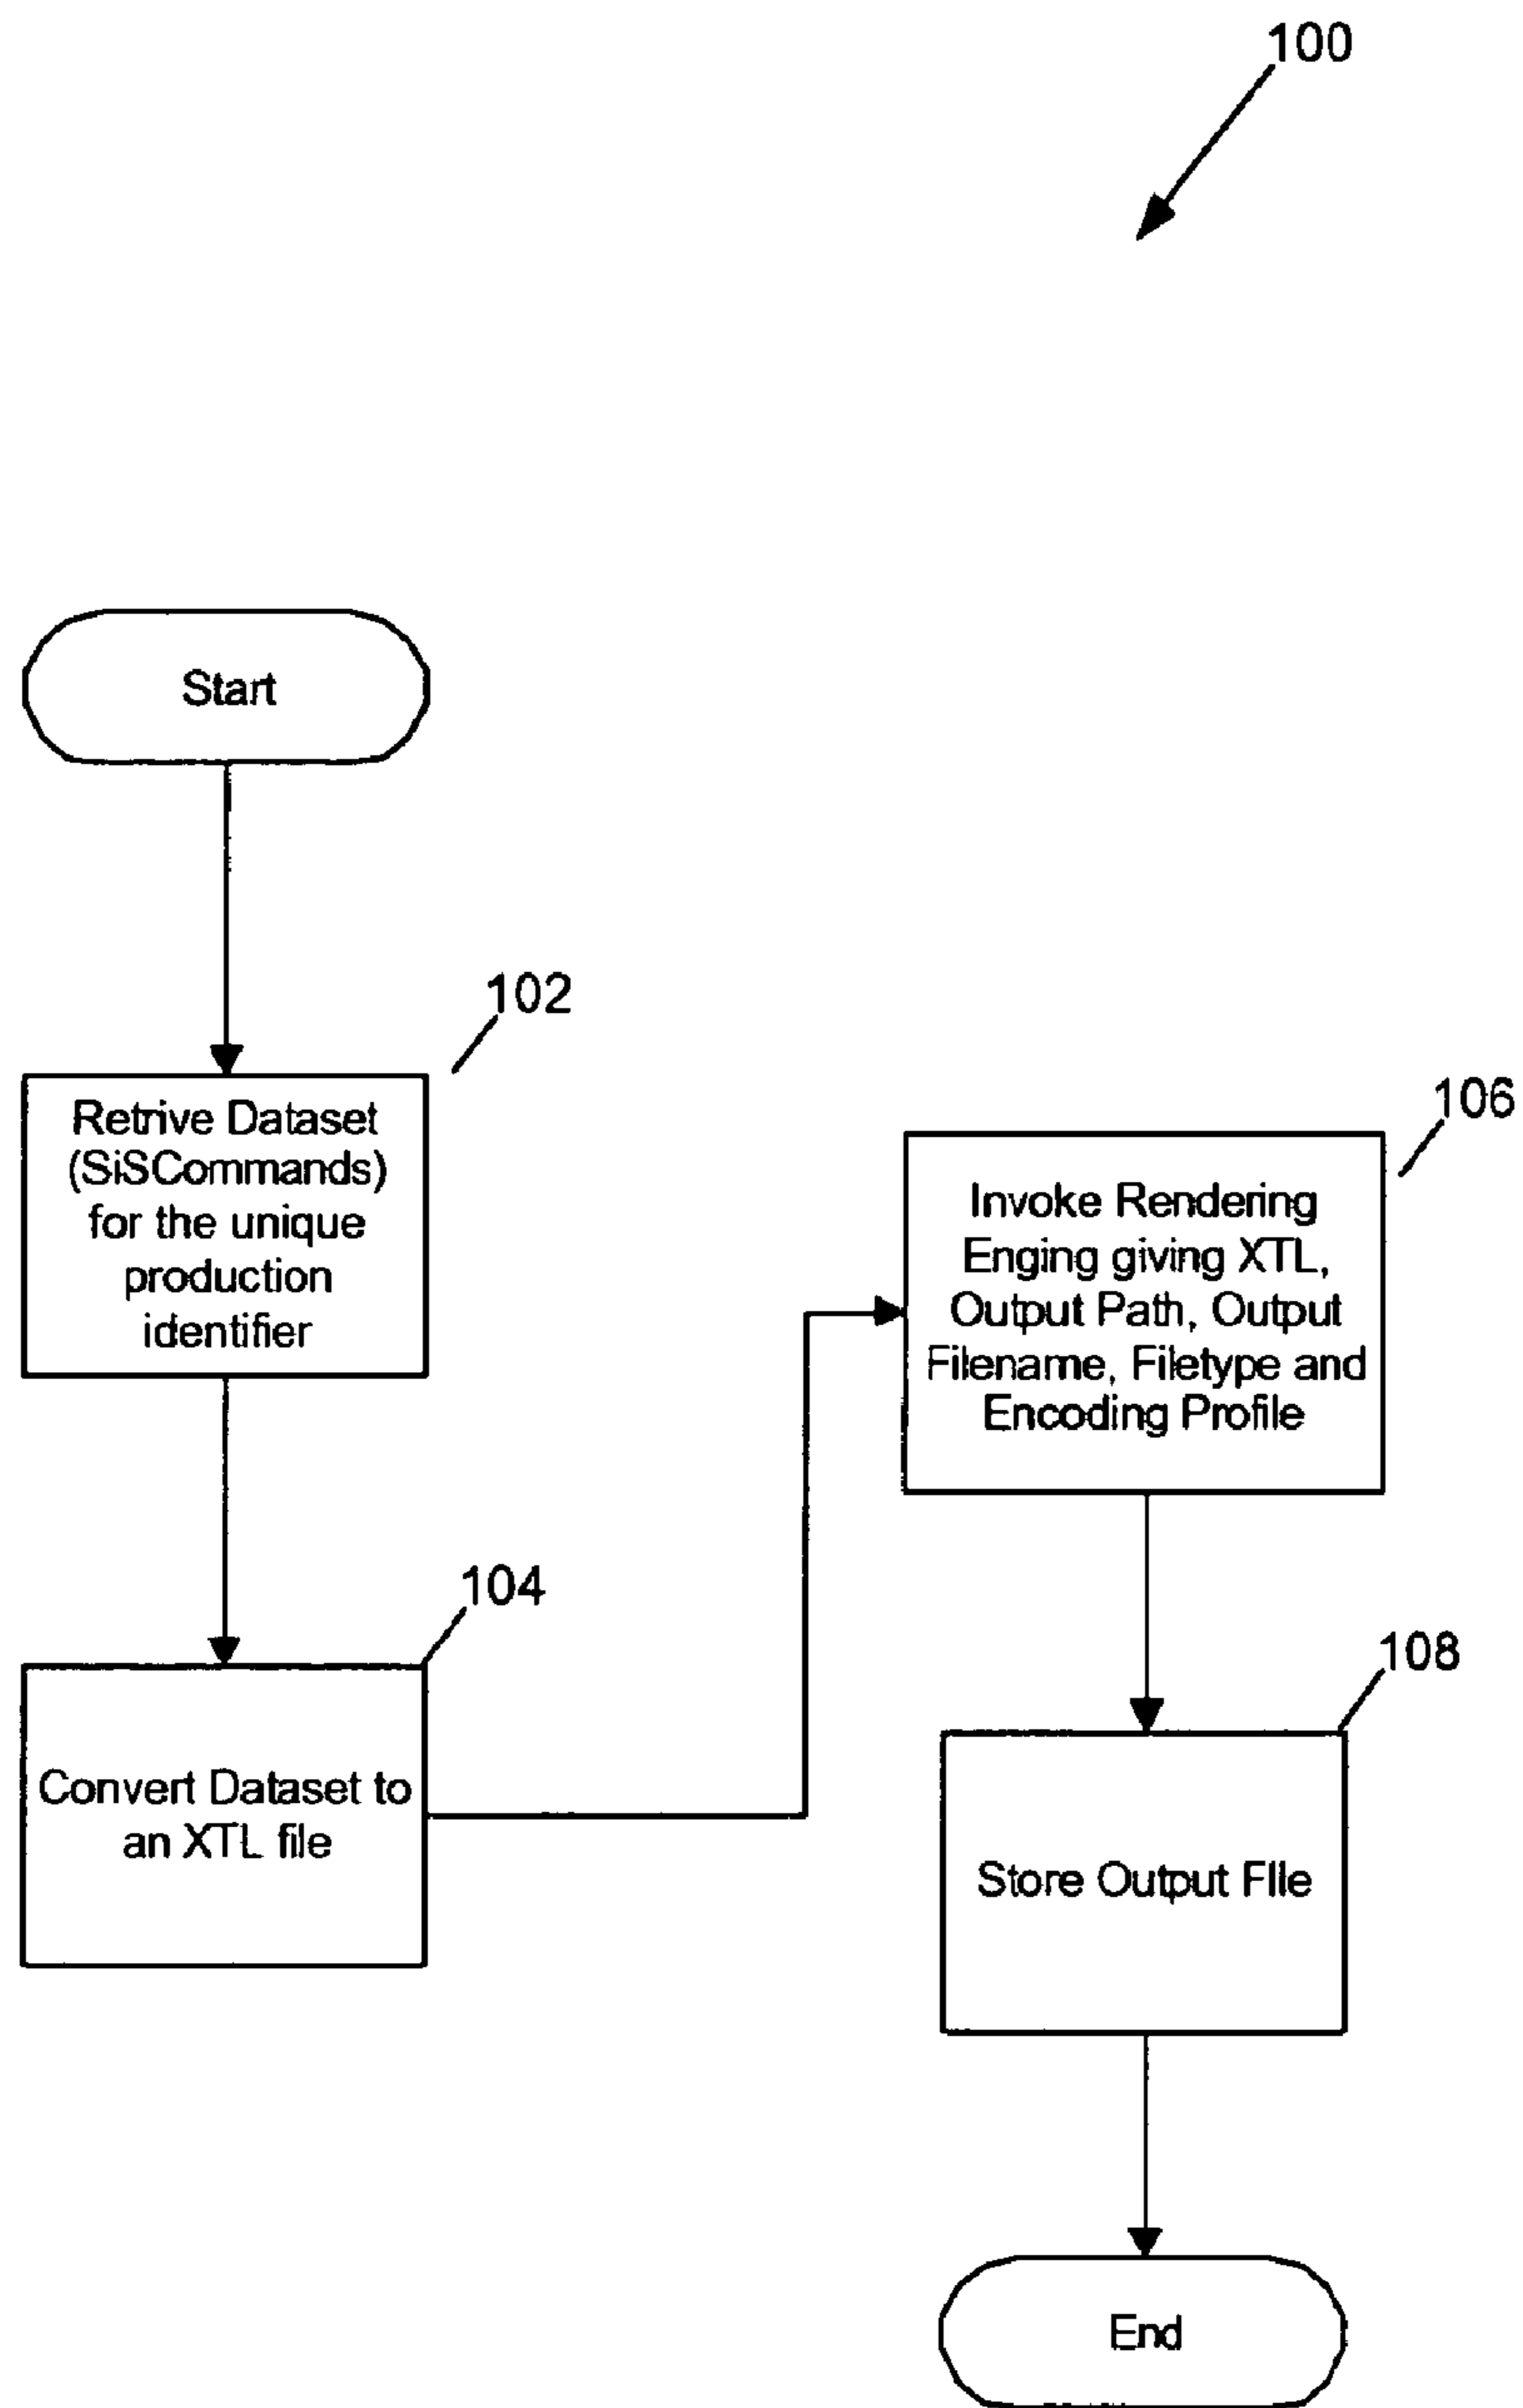 100
Start
102
Retrive Dataset
(SiSCommands)
for the unique
production
identifier
104
Convert Dataset to
an XTL file
106
Invoke Rendering
Enging giving XTL,
Output Path, Output
Filename, Filetype and
Encoding Profile
108
Store Output FIle
End